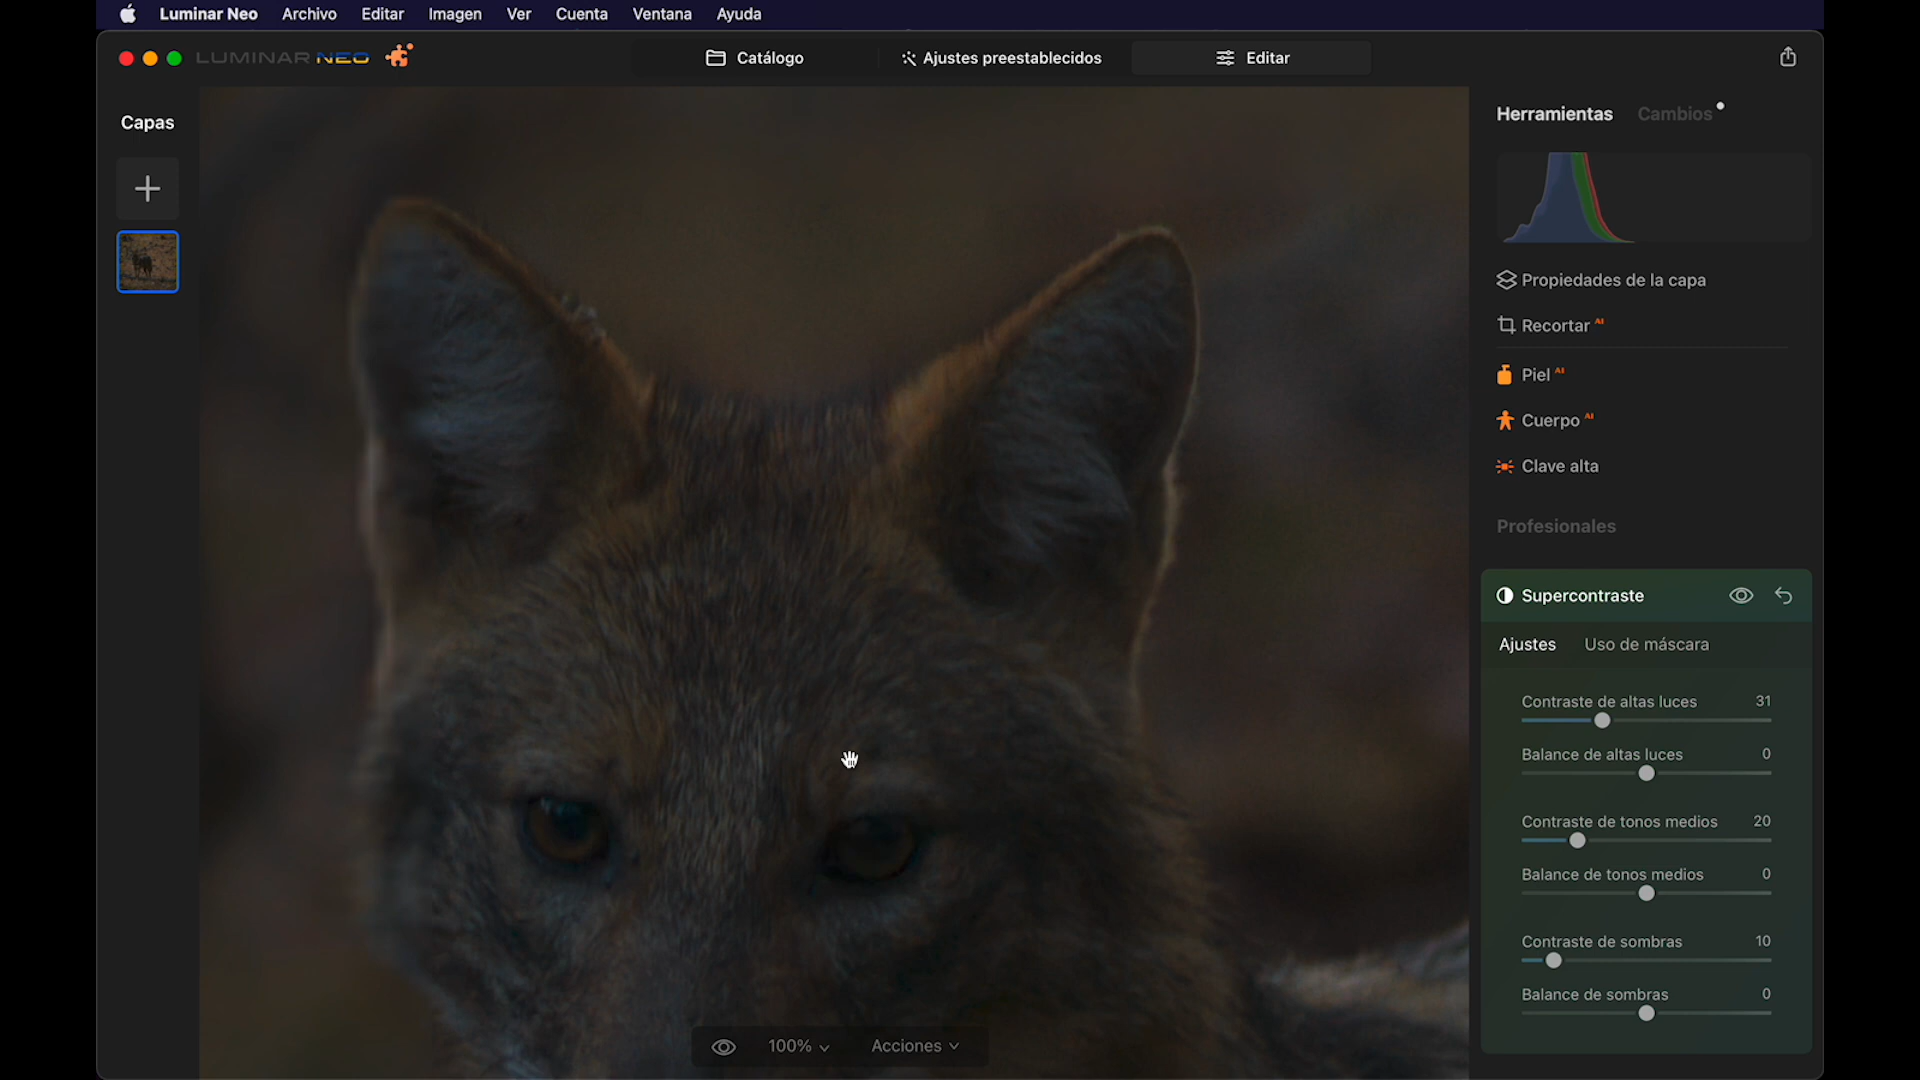 Luminar Neo Archivo Editar Imagen Ver Cuenta Ventana Ayuda
LUMINAR NEO
Catálogo
Ajustes preestablecidos
Editar
Capas
Herramientas Cambios
Propiedades de la capa
Recortar AI
Piel AI
Cuerpo AI
Clave alta
Profesionales
Supercontraste
Ajustes Uso de máscara
Contraste de altas luces 31
Balance de altas luces 0
Contraste de tonos medios 20
Balance de tonos medios 0
Contraste de sombras 10
Balance de sombras 0
100% Acciones